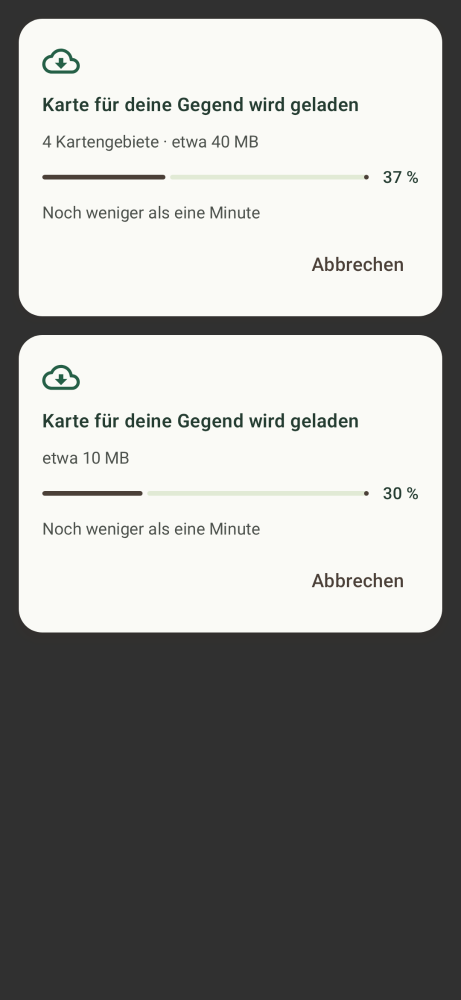 Karte für deine Gegend wird geladen
4 Kartengebiete · etwa 40 MB
37 %
Noch weniger als eine Minute
Abbrechen
Karte für deine Gegend wird geladen
etwa 10 MB
30 %
Noch weniger als eine Minute
Abbrechen